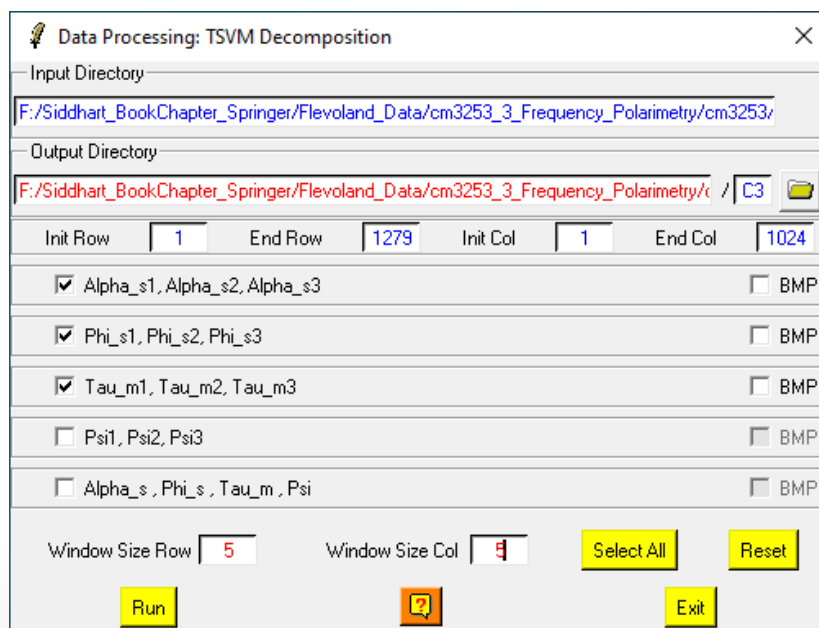 Data Processing: TSVM Decomposition
Input Directory
F:/Siddhart_BookChapter_Springer/Flevoland_Data/cm3253_3_Frequency_Polarimetry/cm3253/
Output Directory
F:/Siddhart_BookChapter_Springer/Flevoland_Data/cm3253_3_Frequency_Polarimetry/c / C3
Init Row 1 End Row 1279 Init Col 1 End Col 1024
Alpha_s1, Alpha_s2, Alpha_s3 BMP
Phi_s1, Phi_s2, Phi_s3 BMP
Tau_m1, Tau_m2, Tau_m3 BMP
Psi1, Psi2, Psi3 BMP
Alpha_s , Phi_s , Tau_m , Psi BMP
Window Size Row 5 Window Size Col 5 Select All Reset
Run ? Exit